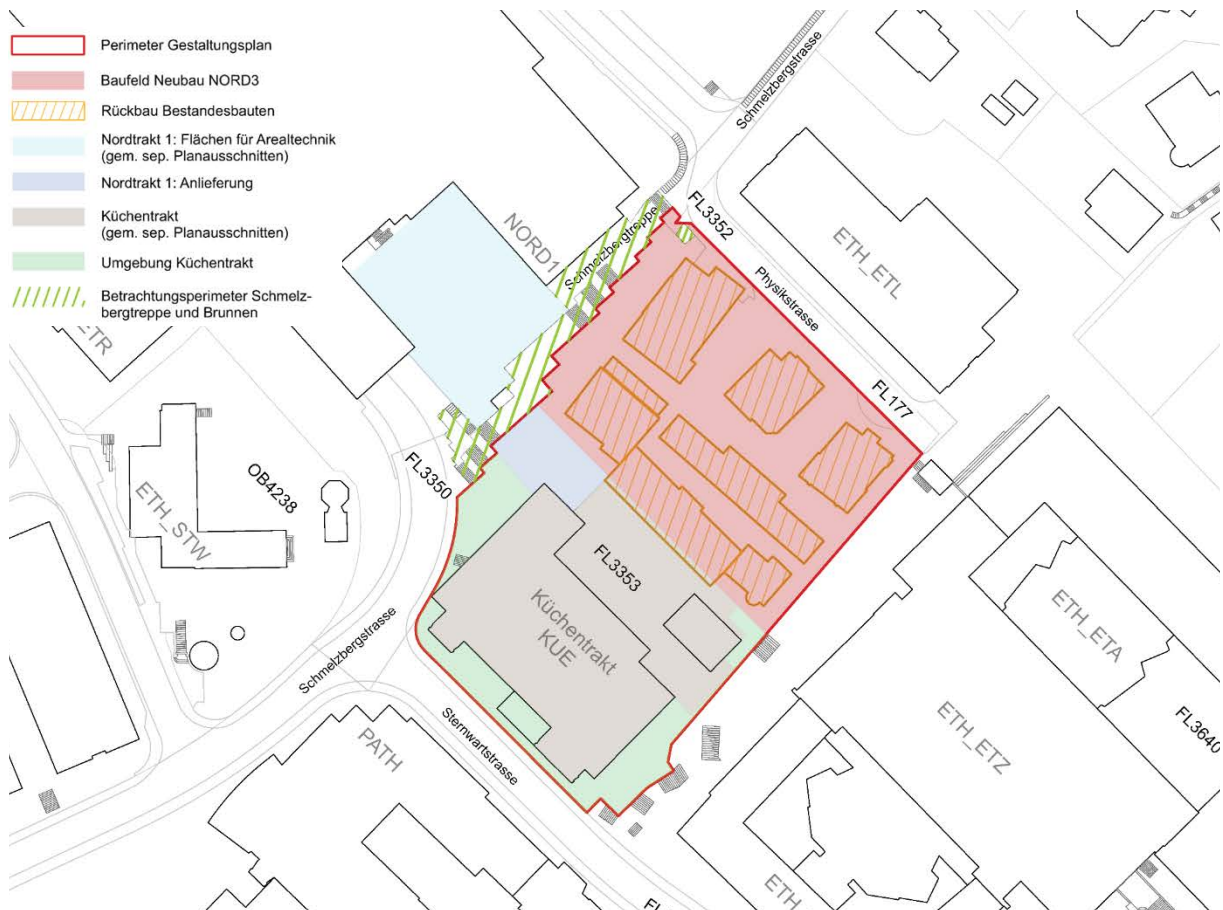 Perimeter Gestaltungsplan
Baufeld Neubau NORD3
Rückbau Bestandesbauten
Nordtrakt 1: Flächen für Arealtechnik
(gem. sep. Planausschnitten)
Nordtrakt 1: Anlieferung
Küchentrakt
(gem. sep. Planausschnitten)
Umgebung Küchentrakt
Betrachtungsperimeter Schmelz-
bergtreppe und Brunnen
Schmelzbergstrasse
FL3352
Schmelzbergtreppe
NORD1
ETH_ETL
Physikstrasse
ETR
FL177
FL3350
OB4238
ETH_STW
FL3353
Küchentrakt
KUE
ETH_ETA
Schmelzbergstrasse
FL3640
ETH_ETZ
Sternwartstrasse
PATH
ETH